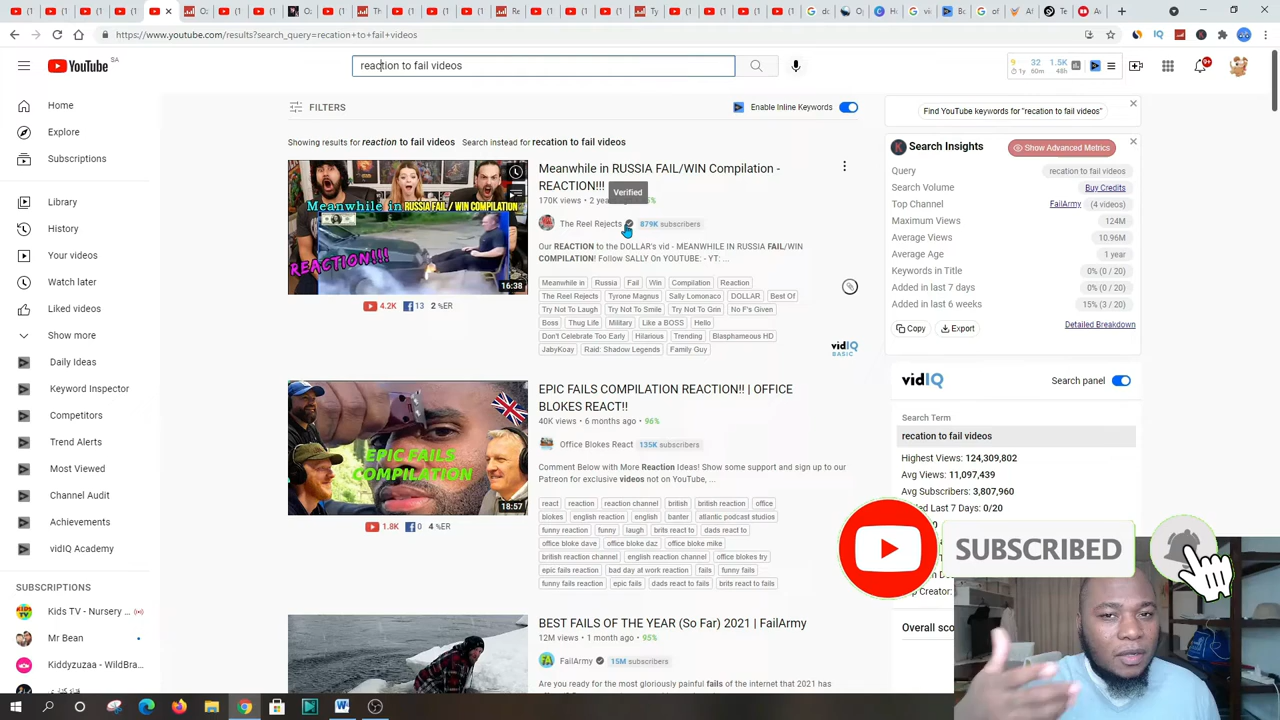 https://www.youtube.com/results?search_query=recation+to+fail+videos
YouTube SA
reaction to fail videos
32 1.5K
1y 60m 48h
9+
Home
Explore
Subscriptions
Library
History
Your videos
Watch later
Liked videos
Show more
Daily Ideas
Keyword Inspector
Competitors
Trend Alerts
Most Viewed
Channel Audit
Achievements
vidIQ Academy
SUBSCRIPTIONS
Kids TV - Nursery ...
Mr Bean
Kiddyzuzaa - WildBra...
FILTERS
Enable Inline Keywords
Showing results for reaction to fail videos Search instead for recation to fail videos
Meanwhile in RUSSIA FAIL/WIN COMPILATION
REACTION!!!
16:38
4.2K 13 2 %ER
Meanwhile in RUSSIA FAIL/WIN Compilation -
REACTION!!!
Verified
170K views • 2
The Reel Rejects 879K subscribers
Our REACTION to the DOLLAR's vid - MEANWHILE IN RUSSIA FAIL/WIN
COMPILATION! Follow SALLY On YOUTUBE: - YT: ...
Meanwhile in Russia Fail Win Compilation Reaction
The Reel Rejects Tyrone Magnus Sally Lomonaco DOLLAR Best Of
Try Not To Laugh Try Not To Smile Try Not To Grin No F's Given
Boss Thug Life Military Like a BOSS Hello
Don't Celebrate Too Early Hilarious Trending Blasphamous HD
JabyKoay Raid: Shadow Legends Family Guy
vidIQ
BASIC
EPIC FAILS
COMPILATION
18:57
1.8K 0 4 %ER
EPIC FAILS COMPILATION REACTION!! | OFFICE
BLOKES REACT!!
40K views • 6 months ago • 96%
Office Blokes React 135K subscribers
Comment Below with More Reaction Ideas! Show some support and sign up to our
Patreon for exclusive videos not on YouTube, ...
react reaction reaction channel british british reaction office
blokes english reaction english banter atlantic podcast studios
funny reaction funny laugh brits react to dads react to
office bloke dave office bloke daz office bloke mike
british reaction channel english reaction channel office blokes try
epic fails reaction bad day at work reaction fails funny fails
funny fails reaction epic fails dads react to fails brits react to fails
BEST FAILS OF THE YEAR (So Far) 2021 | FailArmy
12M views • 1 month ago • 95%
FailArmy 15M subscribers
Are you ready for the most gloriously painful fails of the internet that 2021 has
Find YouTube keywords for "recation to fail videos"
Search Insights Show Advanced Metrics
Query recation to fail videos
Search Volume Buy Credits
Top Channel FailArmy (4 videos)
Maximum Views 124M
Average Views 10.96M
Average Age 1 year
Keywords in Title 0% (0 / 20)
Added in last 7 days 0% (0 / 20)
Added in last 6 weeks 15% (3 / 20)
Copy Export Detailed Breakdown
vidIQ Search panel
Search Term
recation to fail videos
Highest Views: 124,309,802
Avg Views: 11,097,439
Avg Subscribers: 3,807,960
Last 7 Days: 0/20
SUBSCRIBED
Overall sco